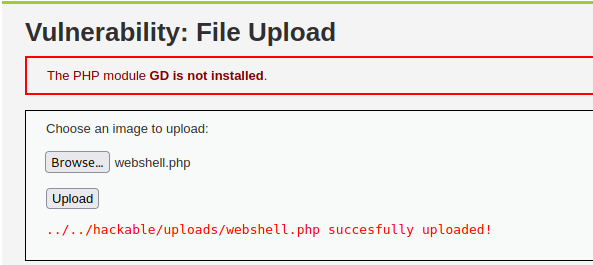 Vulnerability: File Upload
The PHP module GD is not installed.
Choose an image to upload:
Browse... webshell.php
Upload
../../hackable/uploads/webshell.php succesfully uploaded!